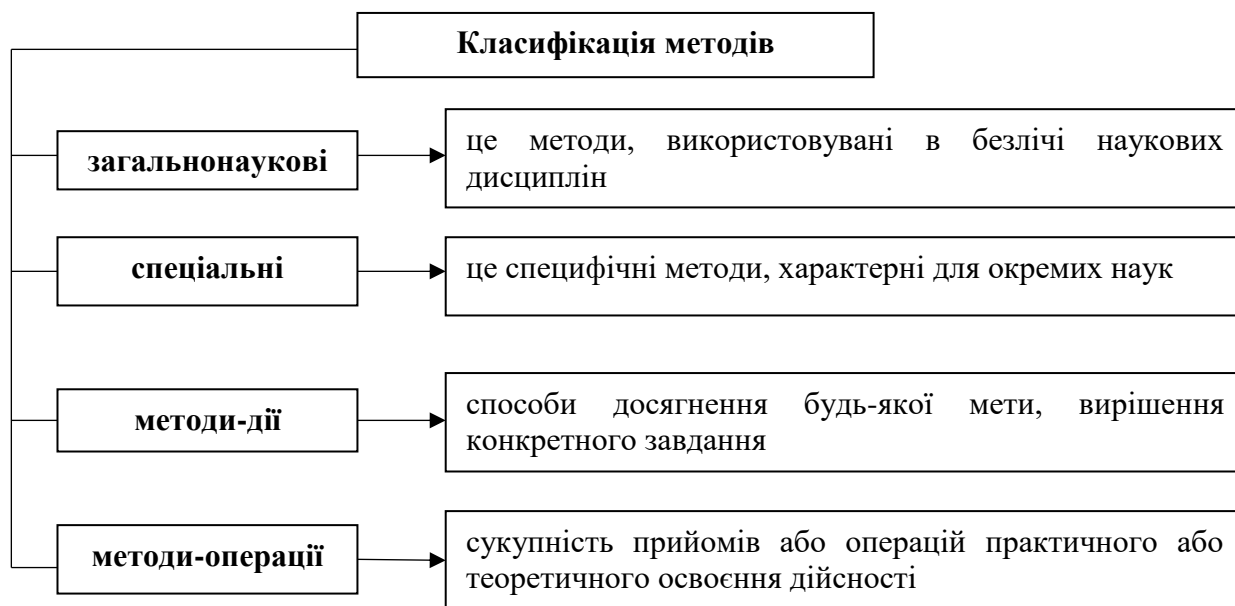 Класифікація методів
загальнонаукові
це методи, використовувані в безлічі наукових
дисциплін
спеціальні
це специфічні методи, характерні для окремих наук
методи-дії
способи досягнення будь-якої мети, вирішення
конкретного завдання
методи-операції
сукупність прийомів або операцій практичного або
теоретичного освоєння дійсності